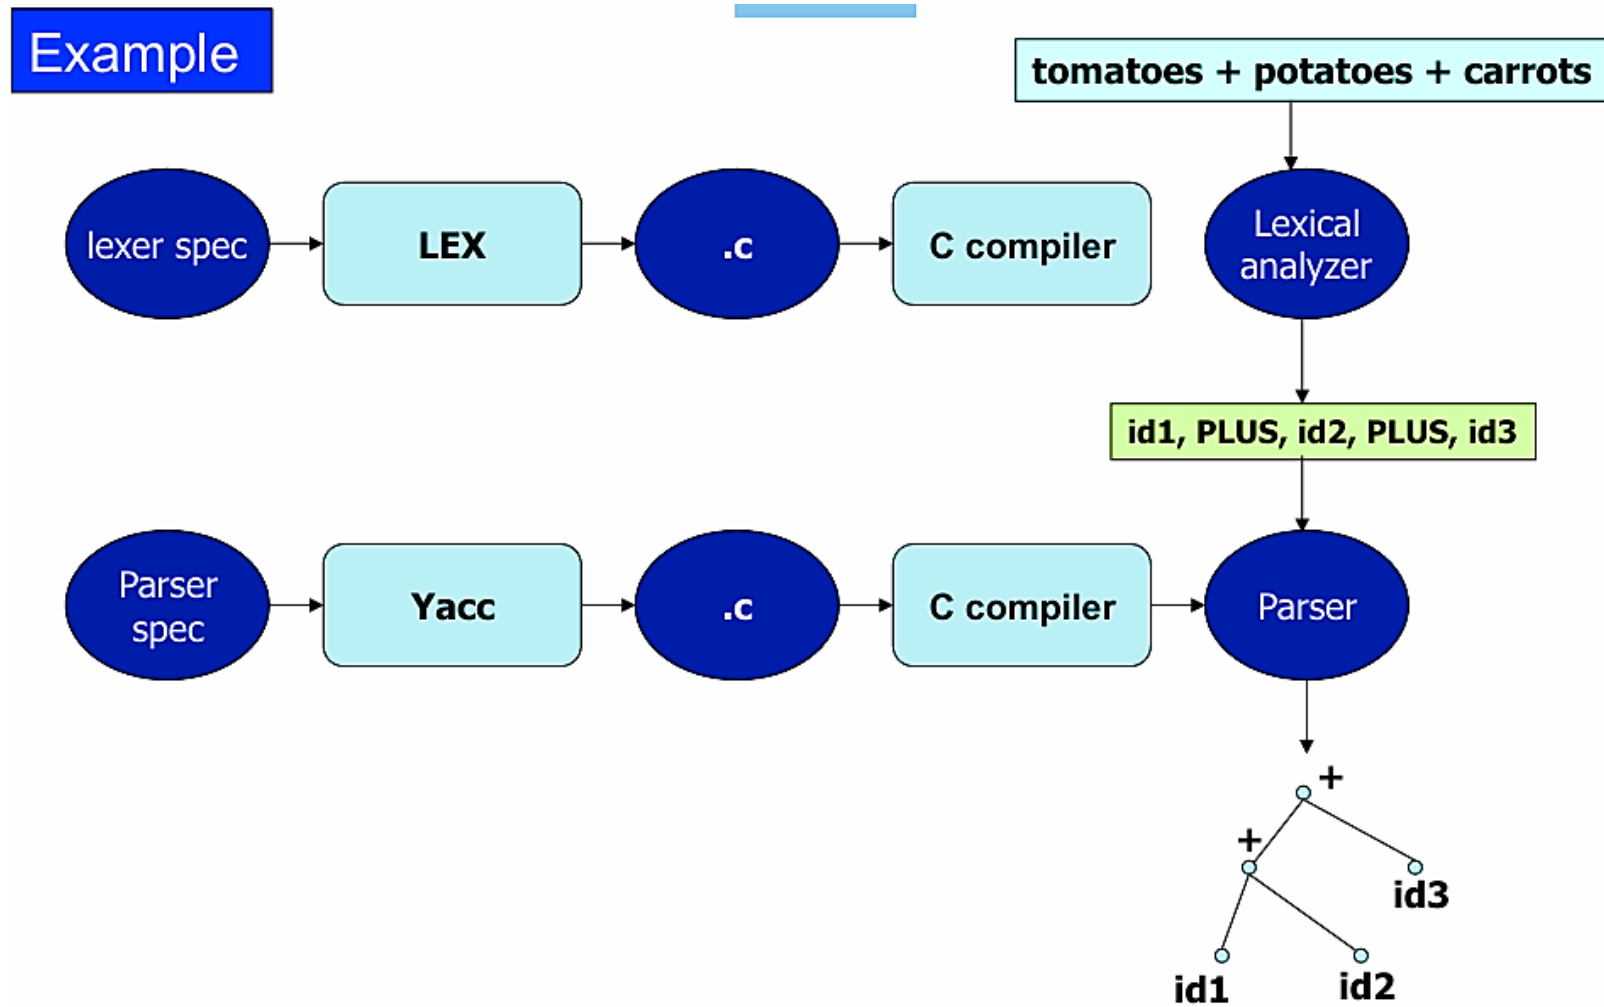 Example
tomatoes + potatoes + carrots
lexer spec
LEX
.c
C compiler
Lexical
analyzer
id1, PLUS, id2, PLUS, id3
Parser
spec
Yacc
.c
C compiler
Parser
+
+
id3
id1
id2